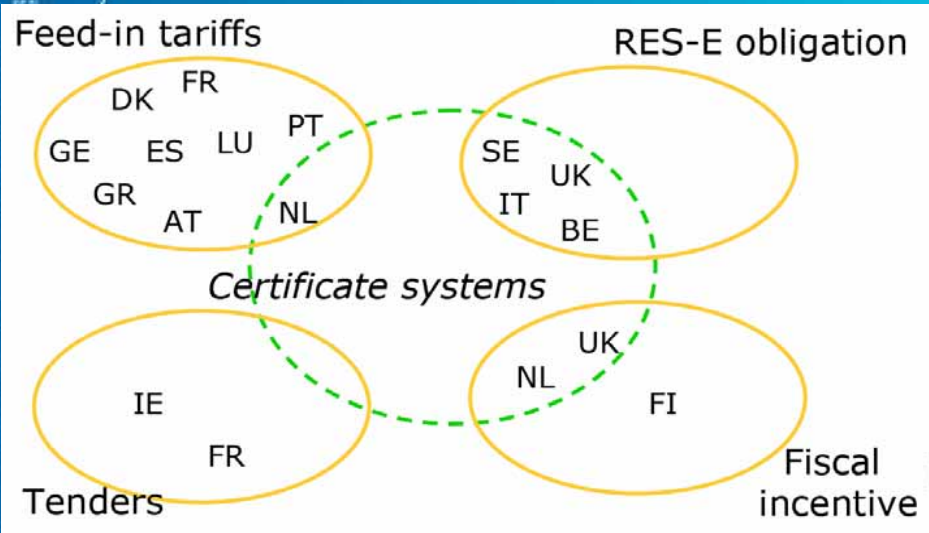 Feed-in tariffs
RES-E obligation
FR
DK
PT
GE
ES
LU
SE
UK
GR
IT
NL
AT
BE
Certificate systems
UK
NL
IE
FI
FR
Fiscal
incentive
Tenders